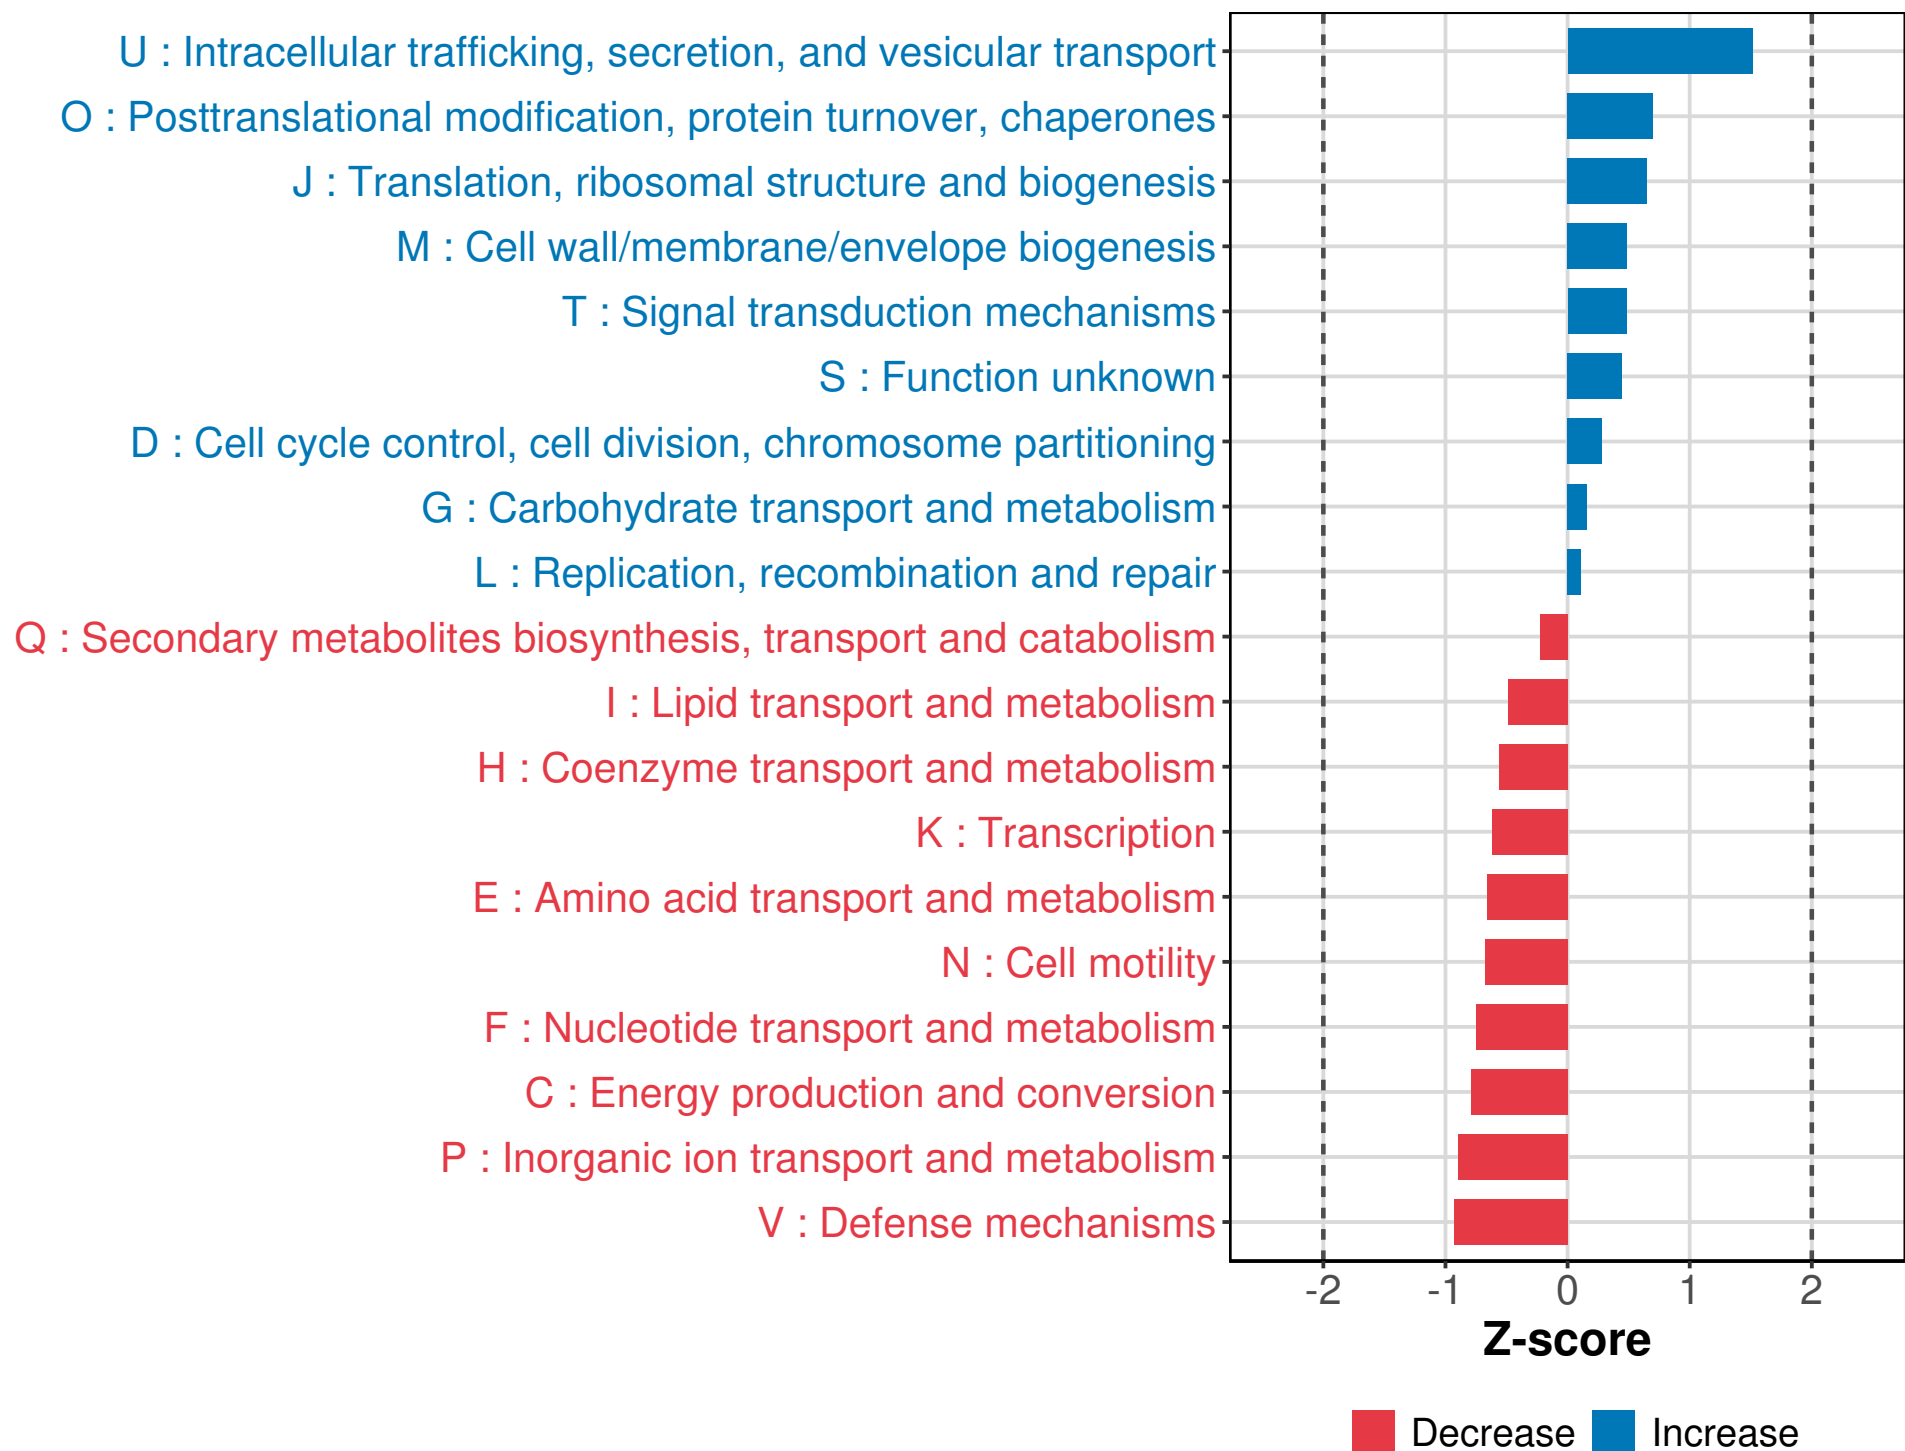 U : Intracellular trafficking, secretion, and vesicular transport
O : Posttranslational modification, protein turnover, chaperones
J : Translation, ribosomal structure and biogenesis
M : Cell wall/membrane/envelope biogenesis
T : Signal transduction mechanisms
S : Function unknown
D : Cell cycle control, cell division, chromosome partitioning
G : Carbohydrate transport and metabolism
L : Replication, recombination and repair
Q : Secondary metabolites biosynthesis, transport and catabolism
I : Lipid transport and metabolism
H : Coenzyme transport and metabolism
K : Transcription
E : Amino acid transport and metabolism
N : Cell motility
F : Nucleotide transport and metabolism
C : Energy production and conversion
P : Inorganic ion transport and metabolism
V : Defense mechanisms
-2 -1 0 1 2
Z-score
Decrease Increase